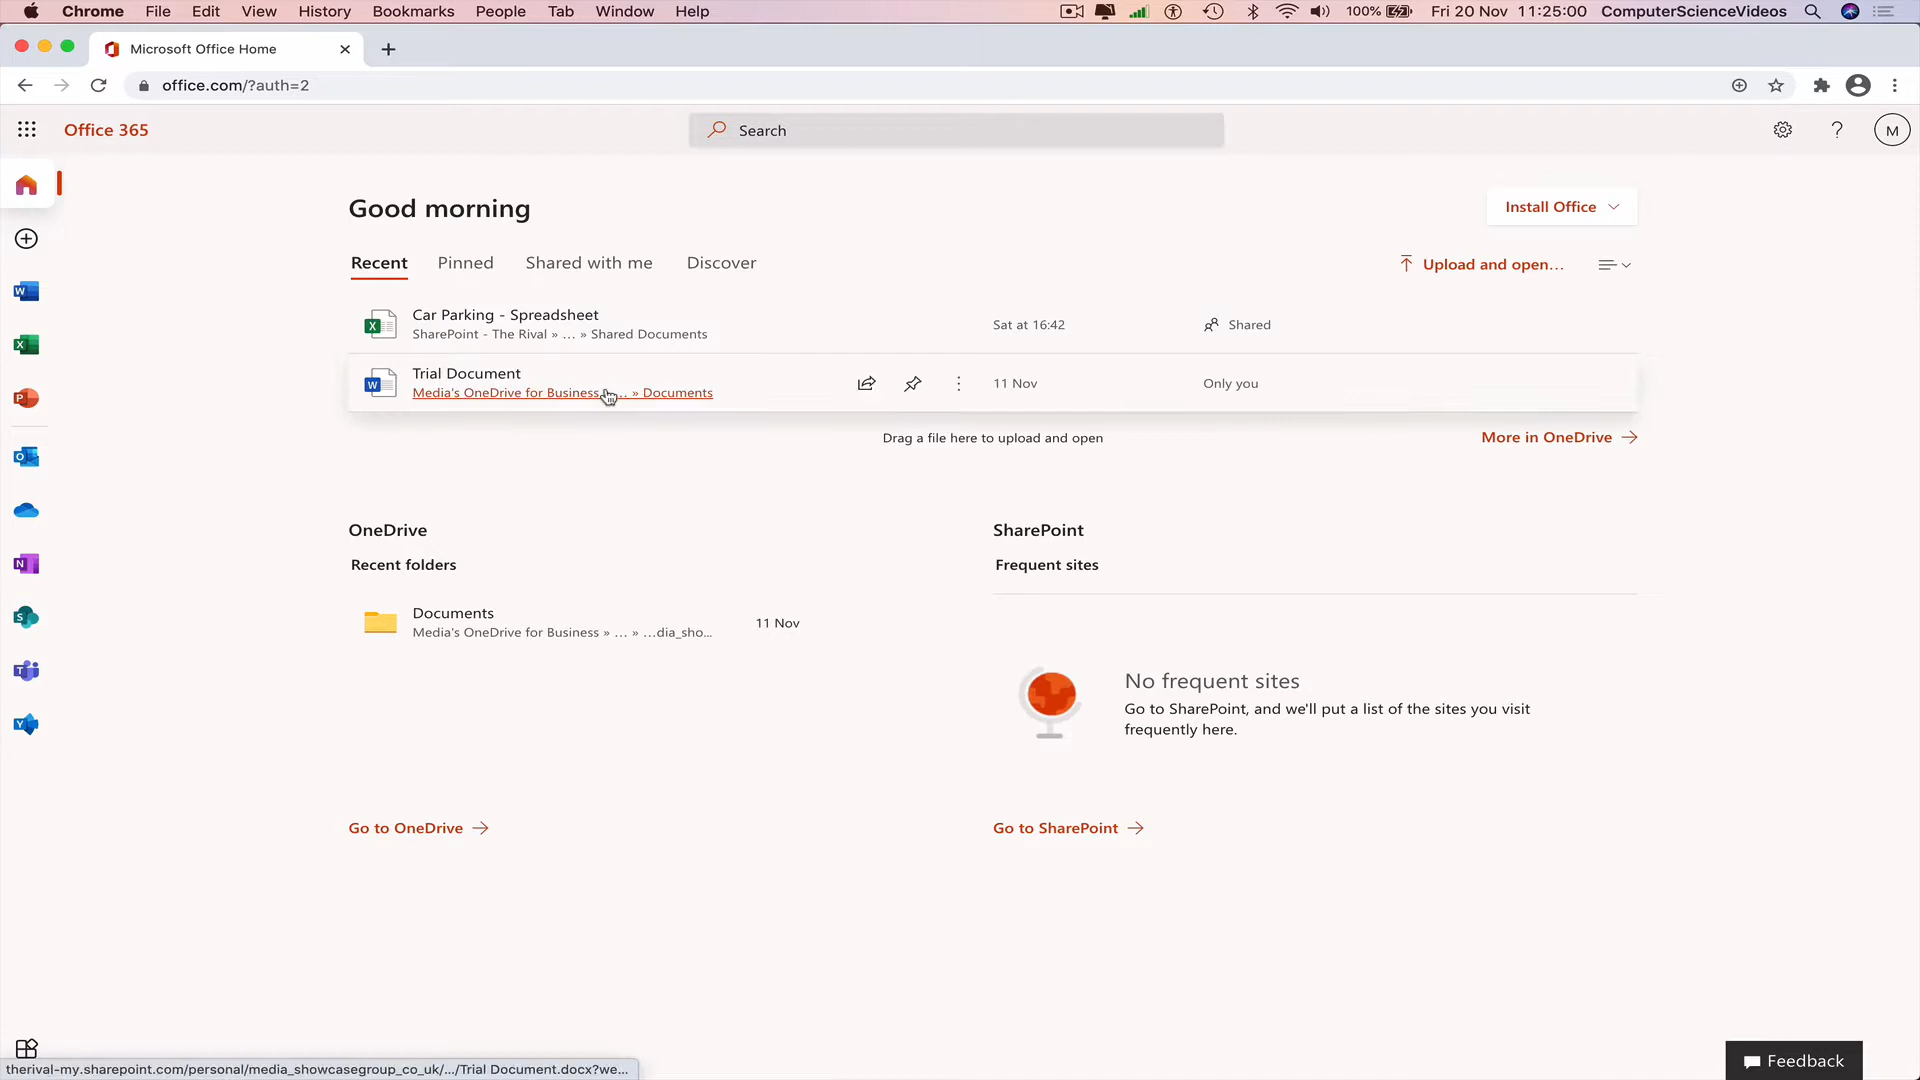 Chrome File Edit View History Bookmarks People Tab Window Help 100% Fri 20 Nov 11:25:00 ComputerScienceVideos
Microsoft Office Home
office.com/?auth=2
Office 365
Search
M
Good morning
Install Office
Recent Pinned Shared with me Discover
Upload and open...
Car Parking - Spreadsheet
SharePoint - The Rival » ... » Shared Documents
Sat at 16:42
Shared
Trial Document
Media's OneDrive for Business ... » Documents
11 Nov
Only you
Drag a file here to upload and open
More in OneDrive
OneDrive
SharePoint
Recent folders
Frequent sites
Documents
Media's OneDrive for Business » ... » ...dia_sho...
11 Nov
No frequent sites
Go to SharePoint, and we'll put a list of the sites you visit
frequently here.
Go to OneDrive
Go to SharePoint
Feedback
therival-my.sharepoint.com/personal/media_showcasegroup_co_uk/.../Trial Document.docx?we...